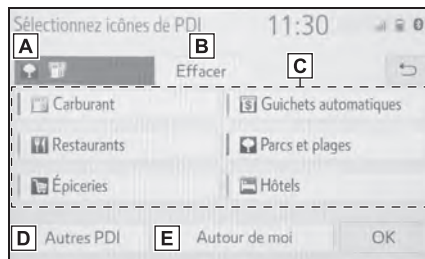 Sélectionnez icônes de PDI 11:30
A
B
Effacer
C
Carburant
Guichets automatiques
Restaurants
Parcs et plages
Épiceries
Hôtels
D Autres PDI E Autour de moi OK